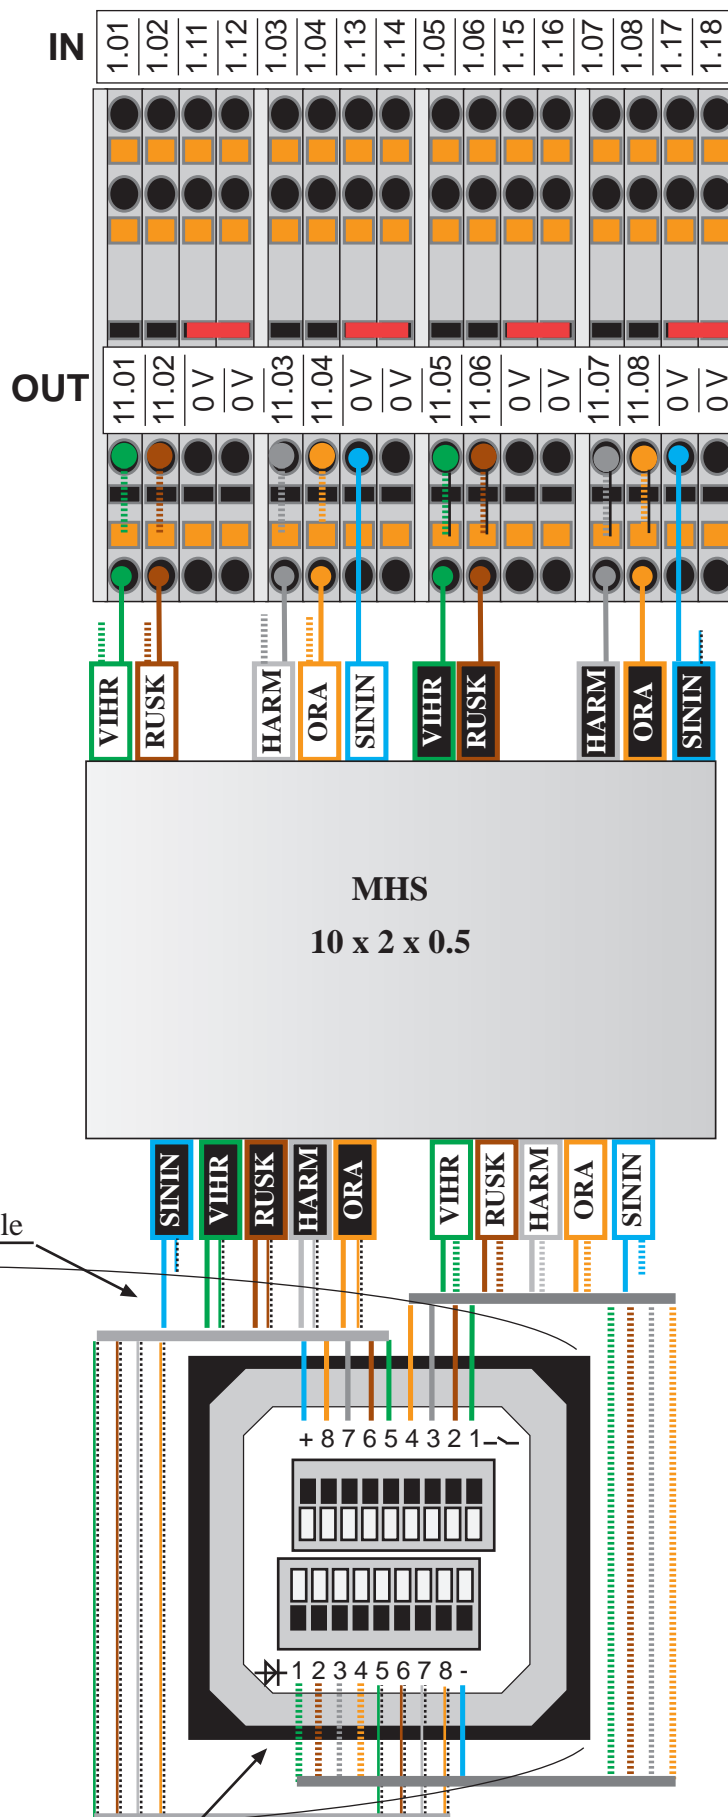 IN 1.01 1.02 1.11 1.12 1.03 1.04 1.13 1.14 1.05 1.06 1.15 1.16 1.07 1.08 1.17 1.18
OUT 11.01 11.02 0 V 0 V 11.03 11.04 0 V 0 V 11.05 11.06 0 V 0 V 11.07 11.08 0 V 0 V
VIHR RUSK HARM ORA SININ VIHR RUSK HARM ORA SININ
MHS
10 x 2 x 0.5
SININ VIHR RUSK HARM ORA VIHR RUSK HARM ORA SININ
le
+ 8 7 6 5 4 3 2 1
1 2 3 4 5 6 7 8 -